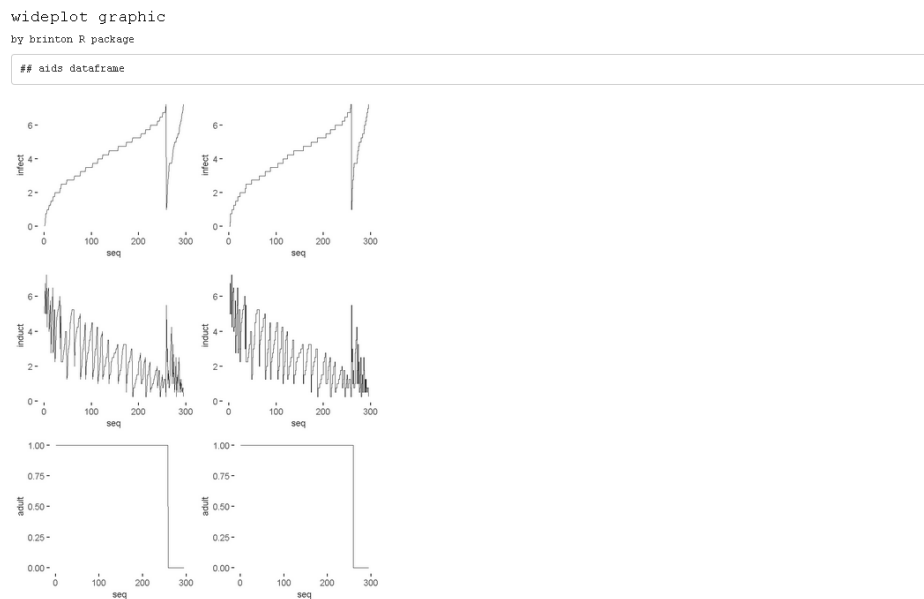 wideplot graphic
by brinton R package
## aids dataframe
6
4
2
0
infect
0 100 200 300
seq
6
4
2
0
infect
0 100 200 300
seq
6
4
2
0
induct
0 100 200 300
seq
6
4
2
0
induct
0 100 200 300
seq
1.00
0.75
0.50
0.25
0.00
adult
0 100 200 300
seq
1.00
0.75
0.50
0.25
0.00
adult
0 100 200 300
seq